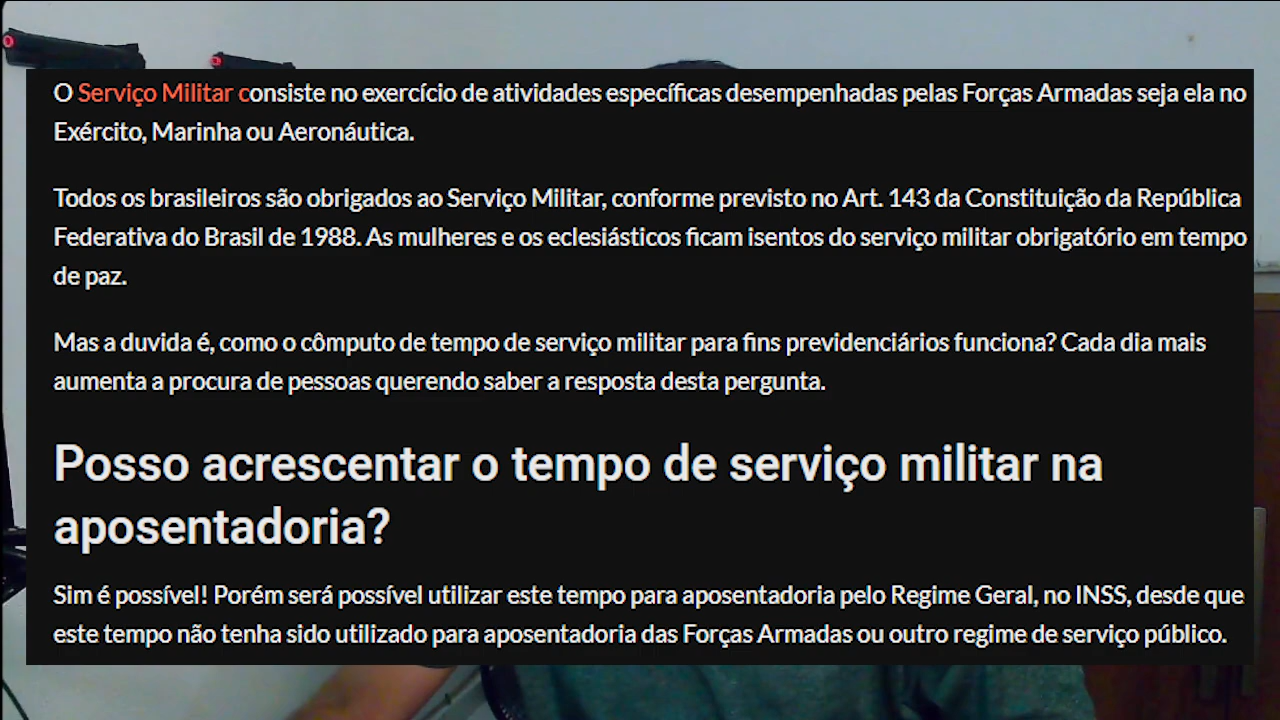 O Serviço Militar consiste no exercício de atividades específicas desempenhadas pelas Forças Armadas seja ela no
Exército, Marinha ou Aeronáutica.
Todos os brasileiros são obrigados ao Serviço Militar, conforme previsto no Art. 143 da Constituição da República
Federativa do Brasil de 1988. As mulheres e os eclesiásticos ficam isentos do serviço militar obrigatório em tempo
de paz.
Mas a duvida é, como o cômputo de tempo de serviço militar para fins previdenciários funciona? Cada dia mais
aumenta a procura de pessoas querendo saber a resposta desta pergunta.
Posso acrescentar o tempo de serviço militar na
aposentadoria?
Sim é possível! Porém será possível utilizar este tempo para aposentadoria pelo Regime Geral, no INSS, desde que
este tempo não tenha sido utilizado para aposentadoria das Forças Armadas ou outro regime de serviço público.